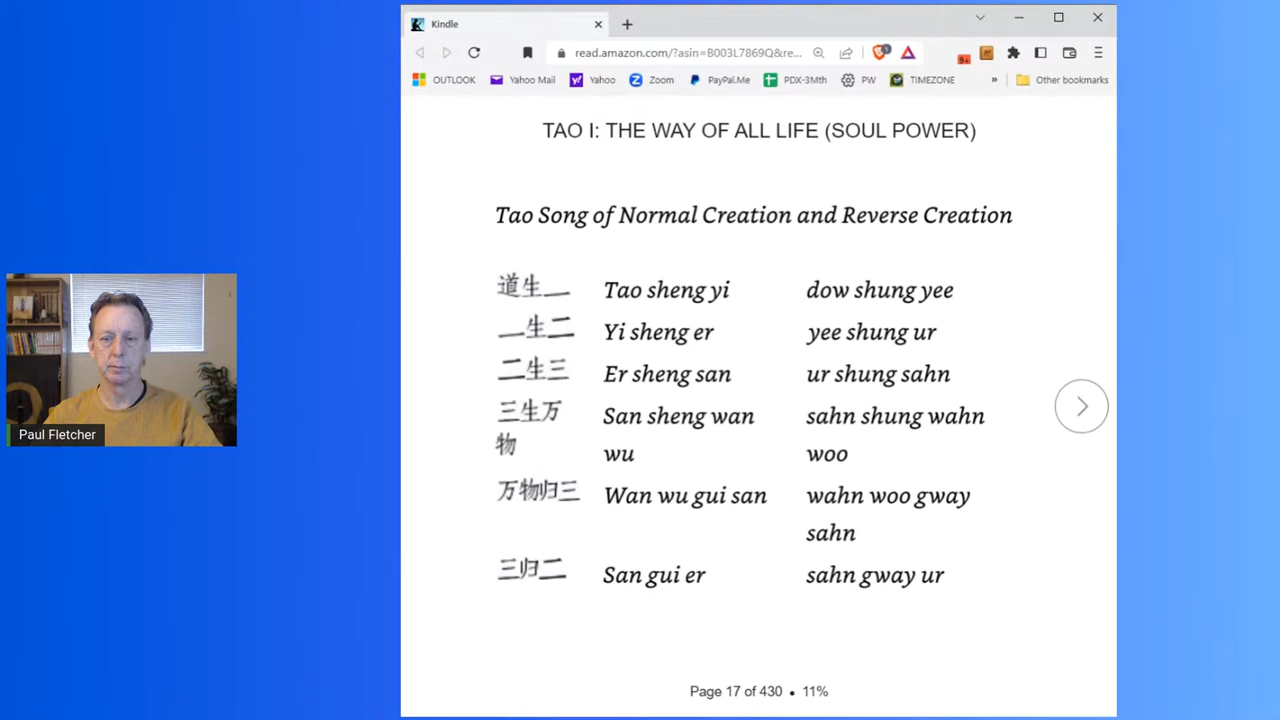 Kindle
read.amazon.com/?asin=B003L7869Q&re...
9+
OUTLOOK Yahoo Mail Yahoo Zoom PayPal.Me PDX-3Mth PW TIMEZONE » Other bookmarks
TAO I: THE WAY OF ALL LIFE (SOUL POWER)
Tao Song of Normal Creation and Reverse Creation
道生一 Tao sheng yi dow shung yee
一生二 Yi sheng er yee shung ur
二生三 Er sheng san ur shung sahn
三生万 San sheng wan sahn shung wahn
物 wu woo
万物归三 Wan wu gui san wahn woo gway
sahn
三归二 San gui er sahn gway ur
Paul Fletcher
Page 17 of 430 • 11%